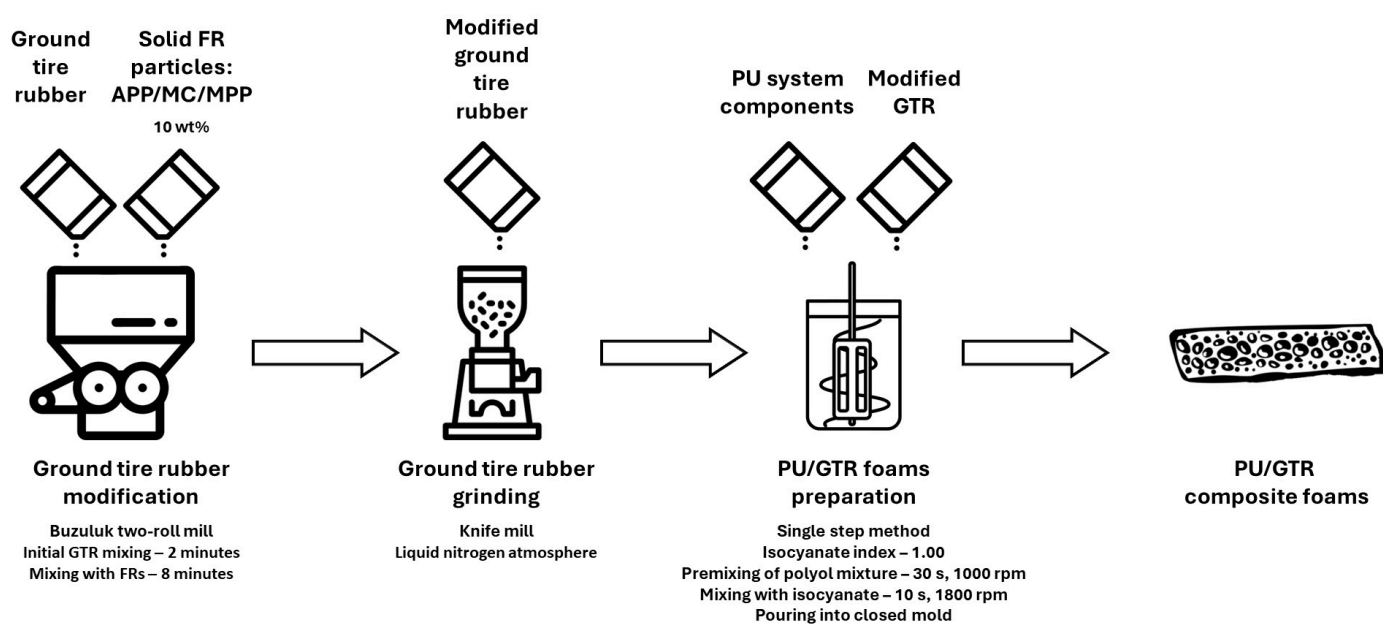 Ground
tire
rubber
Solid FR
particles:
APP/MC/MPP
10 wt%
Modified
ground
tire
rubber
PU system
components
Modified
GTR
Ground tire rubber
modification
Buzuluk two-roll mill
Initial GTR mixing – 2 minutes
Mixing with FRs – 8 minutes
Ground tire rubber
grinding
Knife mill
Liquid nitrogen atmosphere
PU/GTR foams
preparation
Single step method
Isocyanate index – 1.00
Premixing of polyol mixture – 30 s, 1000 rpm
Mixing with isocyanate – 10 s, 1800 rpm
Pouring into closed mold
PU/GTR
composite foams